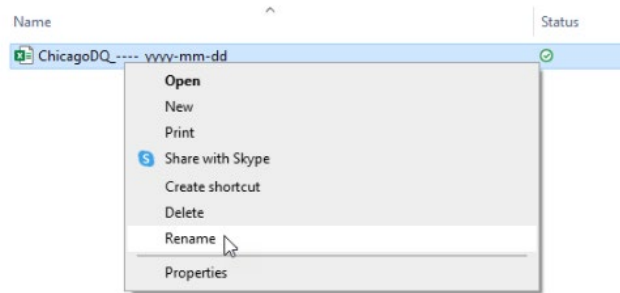 Name Status
ChicagoDQ_---- yyyy-mm-dd
Open
New
Print
Share with Skype
Create shortcut
Delete
Rename
Properties